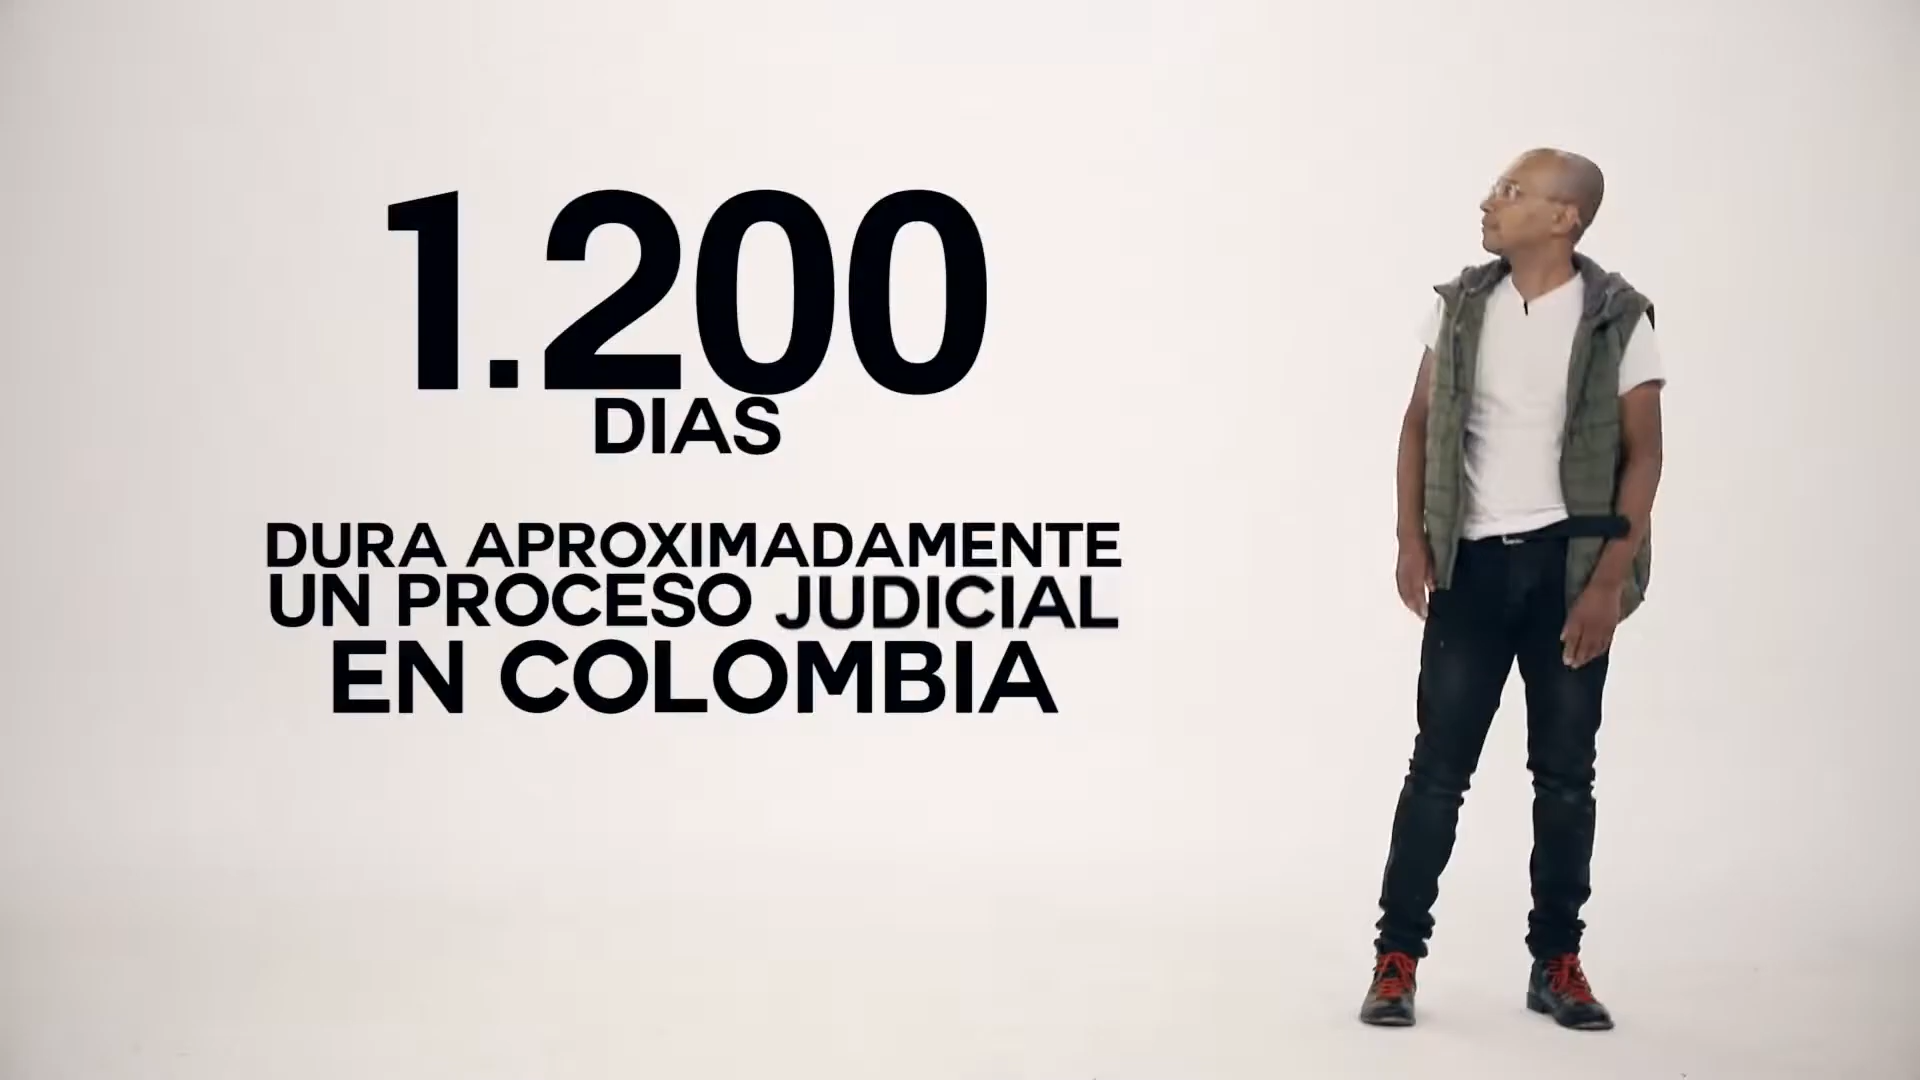 1.200
DIAS
DURA APROXIMADAMENTE
UN PROCESO JUDICIAL
EN COLOMBIA